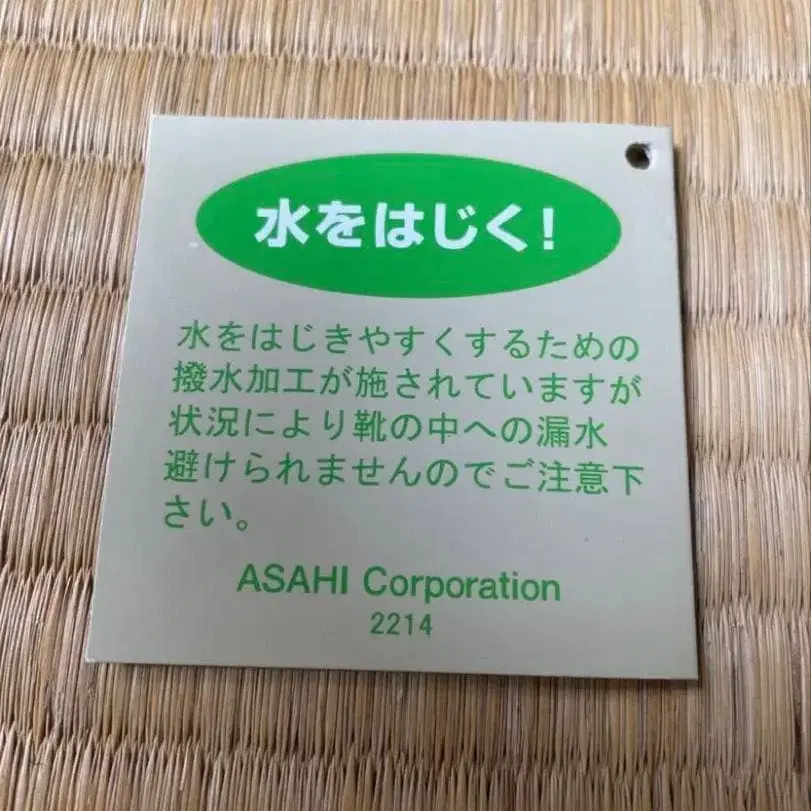 水をはじく!
水をはじきやすくするための
撥水加工が施されていますが
状況により靴の中への漏水
避けられませんのでご注意下
さい。
ASAHI Corporation
2214